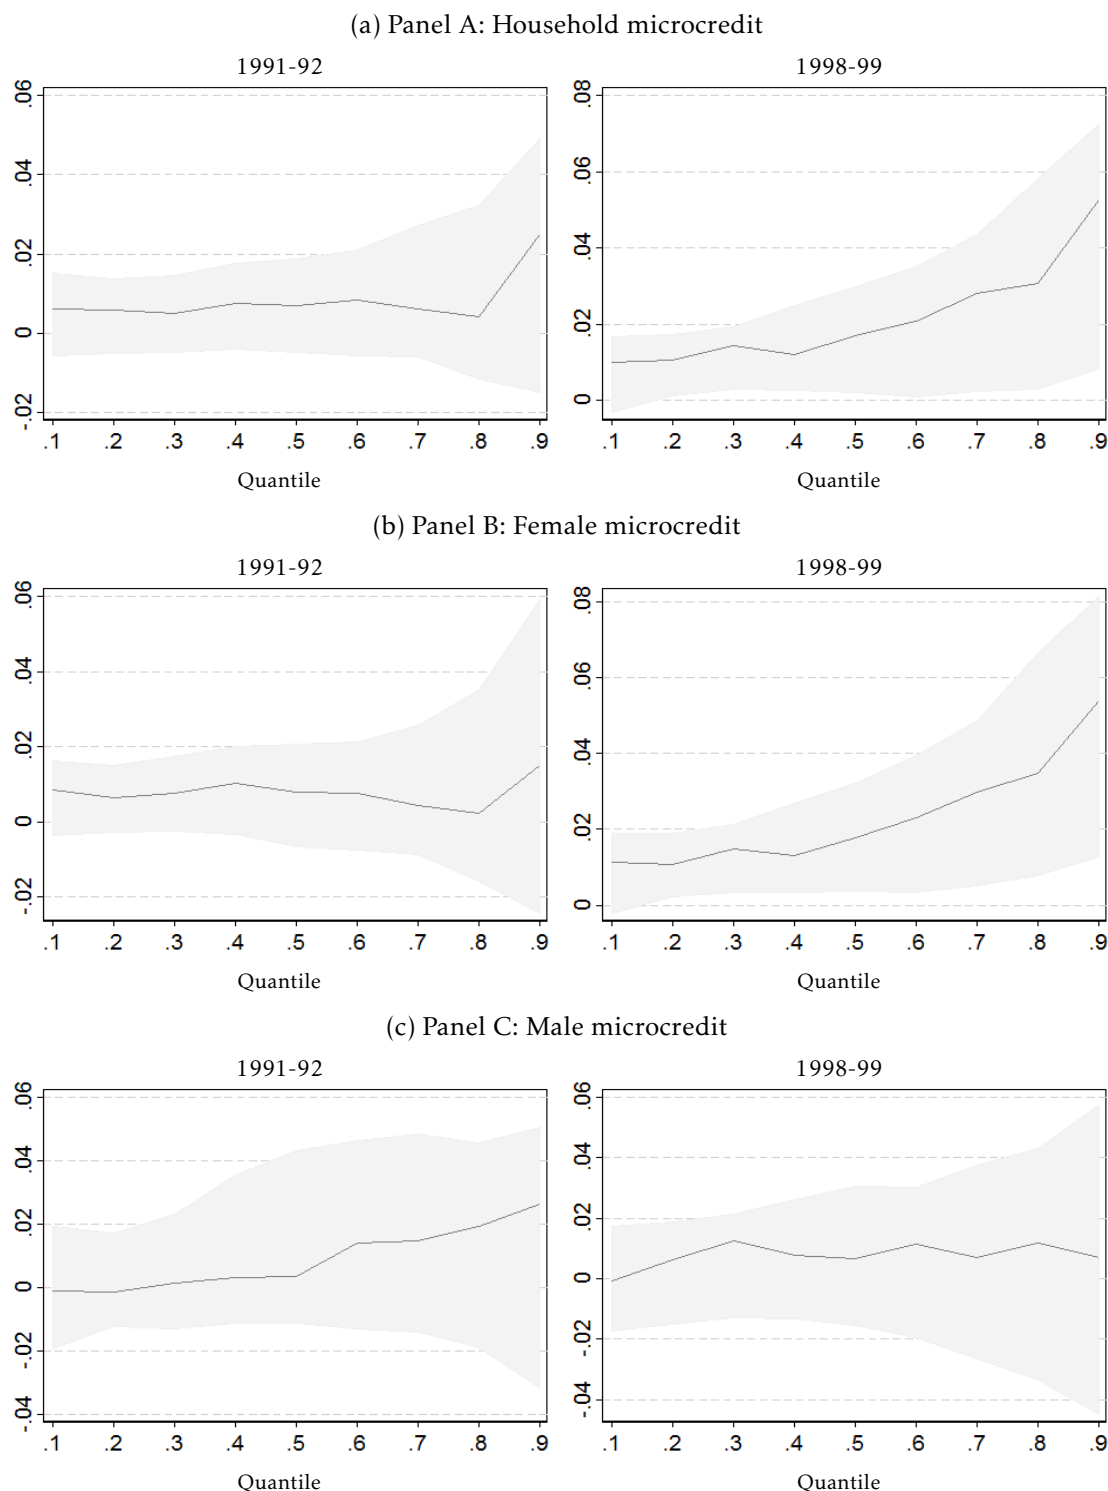 (a) Panel A: Household microcredit
1991-92
.06
.04
.02
0
-.02
.1 .2 .3 .4 .5 .6 .7 .8 .9
Quantile
1998-99
.08
.06
.04
.02
0
.1 .2 .3 .4 .5 .6 .7 .8 .9
Quantile
(b) Panel B: Female microcredit
1991-92
.06
.04
.02
0
-.02
.1 .2 .3 .4 .5 .6 .7 .8 .9
Quantile
1998-99
.08
.06
.04
.02
0
.1 .2 .3 .4 .5 .6 .7 .8 .9
Quantile
(c) Panel C: Male microcredit
1991-92
.06
.04
.02
0
-.02
-.04
.1 .2 .3 .4 .5 .6 .7 .8 .9
Quantile
1998-99
.06
.04
.02
0
-.02
-.04
.1 .2 .3 .4 .5 .6 .7 .8 .9
Quantile